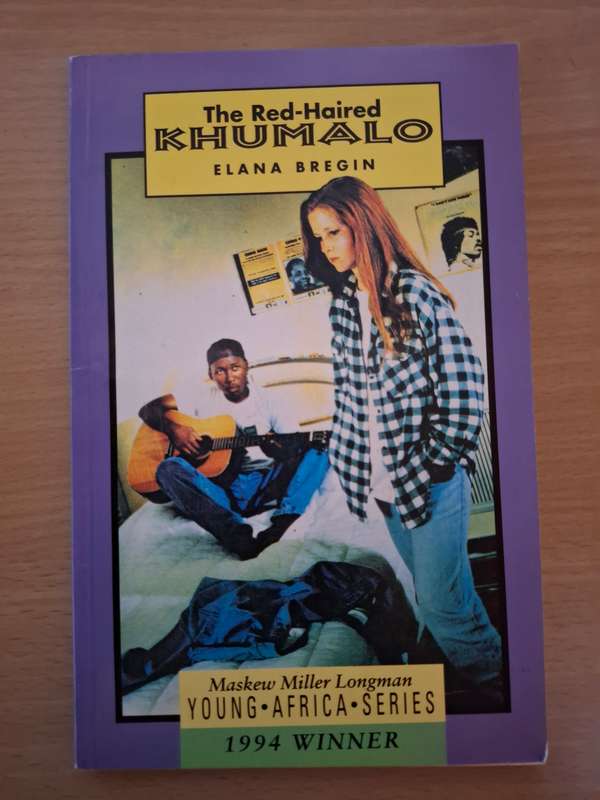 The Red-Haired
KHUMALO
ELANA BREGIN
Maskew Miller Longman
YOUNG•AFRICA•SERIES
1994 WINNER